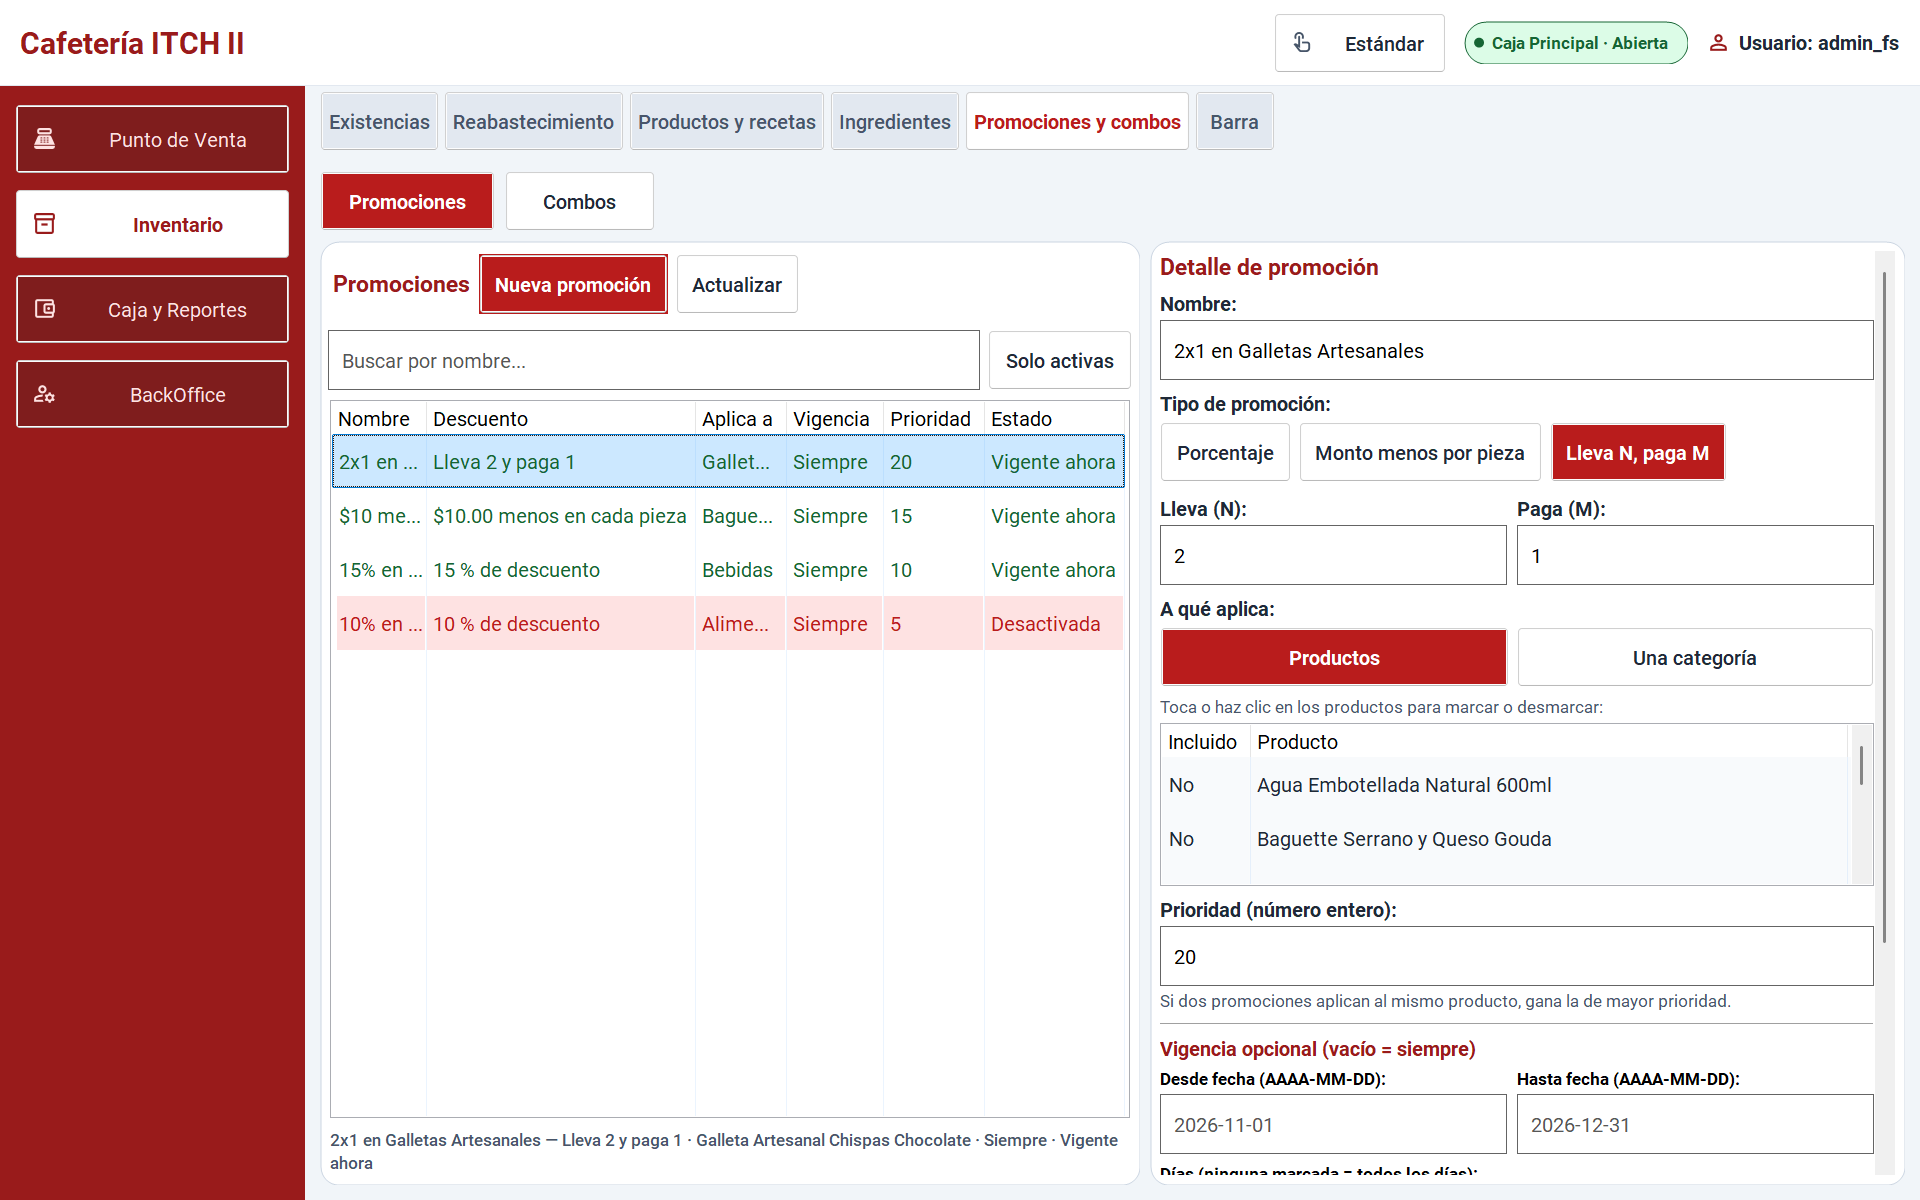 Cafetería ITCH II
Estándar
Caja Principal · Abierta
Usuario: admin_fs
Punto de Venta
Inventario
Caja y Reportes
BackOffice
Existencias
Reabastecimiento
Productos y recetas
Ingredientes
Promociones y combos
Barra
Promociones
Combos
Promociones
Nueva promoción
Actualizar
Buscar por nombre...
Solo activas
Nombre Descuento Aplica a Vigencia Prioridad Estado
2x1 en ... Lleva 2 y paga 1 Gallet... Siempre 20 Vigente ahora
$10 me... $10.00 menos en cada pieza Bague... Siempre 15 Vigente ahora
15% en ... 15 % de descuento Bebidas Siempre 10 Vigente ahora
10% en ... 10 % de descuento Alime... Siempre 5 Desactivada
2x1 en Galletas Artesanales — Lleva 2 y paga 1 · Galleta Artesanal Chispas Chocolate · Siempre · Vigente
ahora
Detalle de promoción
Nombre:
2x1 en Galletas Artesanales
Tipo de promoción:
Porcentaje
Monto menos por pieza
Lleva N, paga M
Lleva (N): Paga (M):
2 1
A qué aplica:
Productos
Una categoría
Toca o haz clic en los productos para marcar o desmarcar:
Incluido Producto
No Agua Embotellada Natural 600ml
No Baguette Serrano y Queso Gouda
Prioridad (número entero):
20
Si dos promociones aplican al mismo producto, gana la de mayor prioridad.
Vigencia opcional (vacío = siempre)
Desde fecha (AAAA-MM-DD): Hasta fecha (AAAA-MM-DD):
2026-11-01 2026-12-31
Días (ninguna marcada = todos los días):